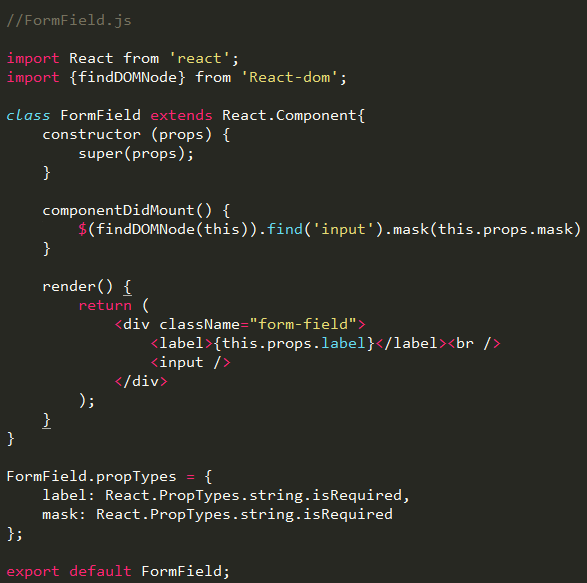 //FormField.js
import React from 'react';
import {findDOMNode} from 'React-dom';
class FormField extends React.Component{
    constructor (props) {
        super(props);
    }
    componentDidMount() {
        $(findDOMNode(this)).find('input').mask(this.props.mask)
    }
    render() {
        return (
            <div className="form-field">
                <label>{this.props.label}</label><br />
                <input />
            </div>
        );
    }
}
FormField.propTypes = {
    label: React.PropTypes.string.isRequired,
    mask: React.PropTypes.string.isRequired
};
export default FormField;